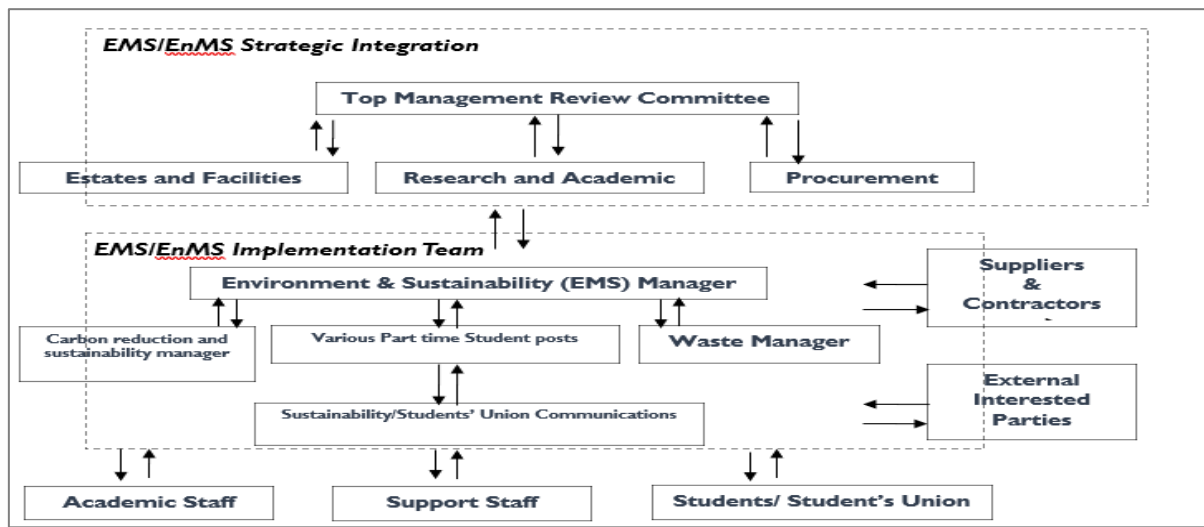 EMS/EnMS Strategic Integration
Top Management Review Committee
Estates and Facilities
Research and Academic
Procurement
EMS/EnMS Implementation Team
Environment & Sustainability (EMS) Manager
Suppliers
&
Contractors
Carbon reduction and
sustainability manager
Various Part time Student posts
Waste Manager
External
Interested
Parties
Sustainability/Students' Union Communications
Academic Staff
Support Staff
Students/ Student's Union